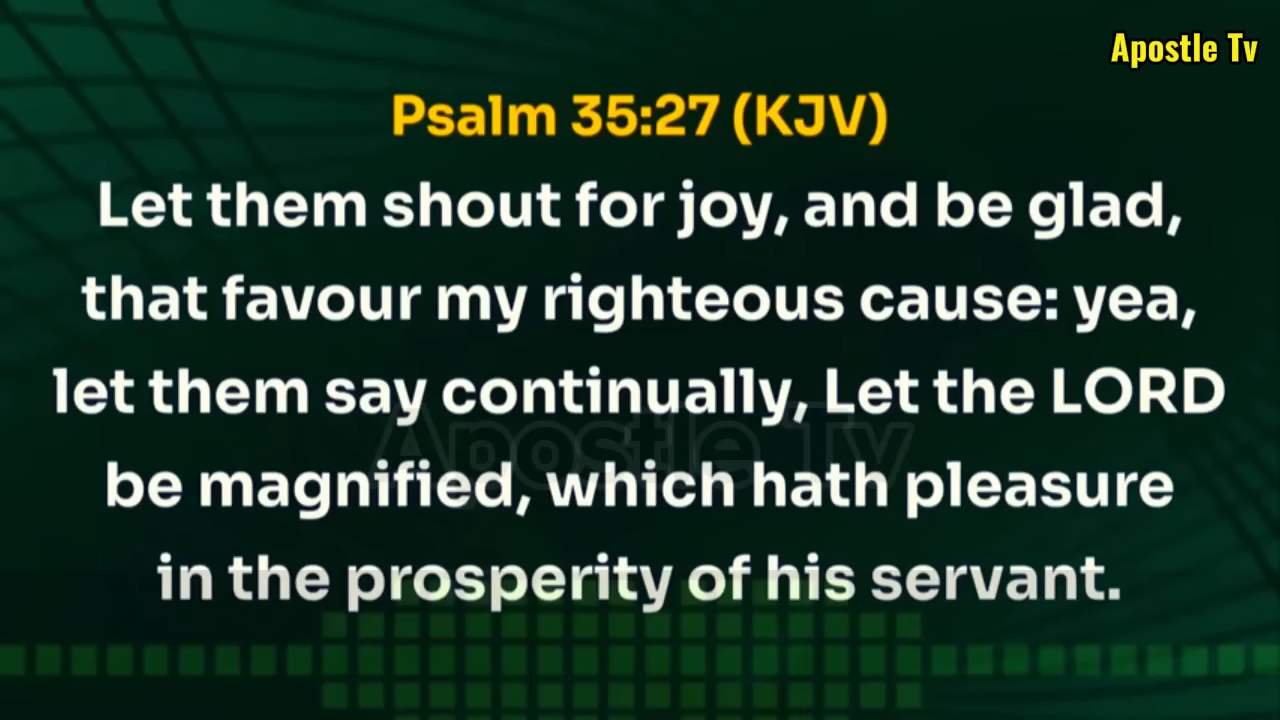 Apostle Tv
Psalm 35:27 (KJV)
Let them shout for joy, and be glad,
that favour my righteous cause: yea,
let them say continually, Let the LORD
be magnified, which hath pleasure
in the prosperity of his servant.
Apostle Tv